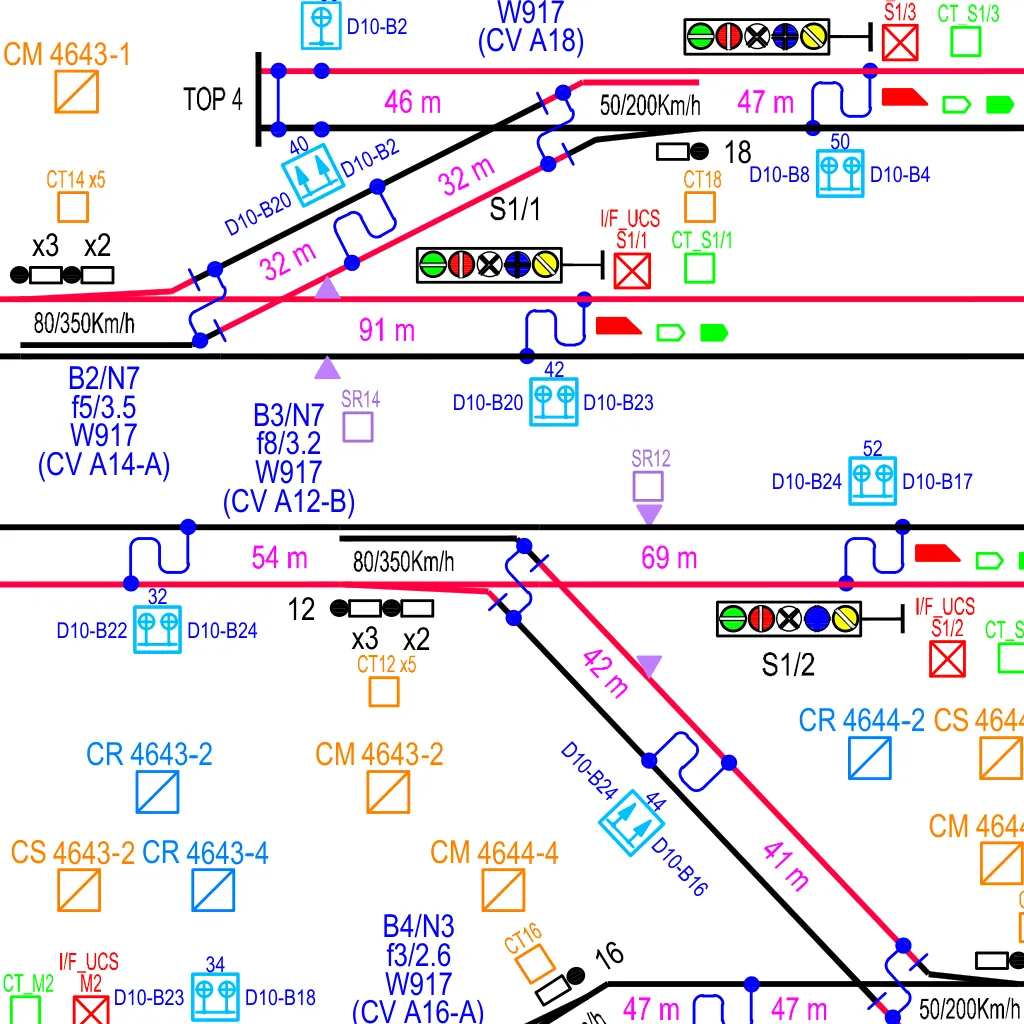 D10-B2
W917
(CV A18)
S1/3
CT_S1/3
CM 4643-1
TOP 4
46 m
50/200Km/h
47 m
40
D10-B2
D10-B20
32 m
18
50
D10-B8
D10-B4
CT14 x5
CT18
S1/1
I/F_UCS
S1/1
CT_S1/1
x3
x2
32 m
80/350Km/h
91 m
42
D10-B20
D10-B23
B2/N7
f5/3.5
W917
(CV A14-A)
B3/N7
f8/3.2
W917
(CV A12-B)
SR14
SR12
52
D10-B24
D10-B17
54 m
80/350Km/h
69 m
32
D10-B22
D10-B24
12
x3
x2
CT12 x5
42 m
S1/2
I/F_UCS
S1/2
CT_S
CR 4643-2
CM 4643-2
CR 4644-2
CS 4644
D10-B24
44
D10-B16
41 m
CM 4644
CS 4643-2
CR 4643-4
CM 4644-4
B4/N3
f3/2.6
W917
(CV A16-A)
CT16
16
CT_M2
I/F_UCS
M2
34
D10-B23
D10-B18
47 m
47 m
50/200Km/h